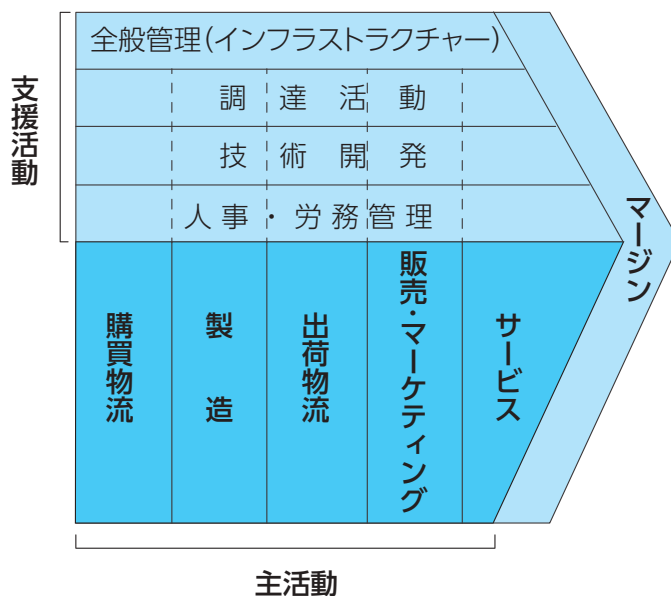 支援活動
全般管理(インフラストラクチャー)
調達活動
技術開発
人事・労務管理
購買物流
製造
出荷物流
販売・マーケティング
サービス
マージン
主活動